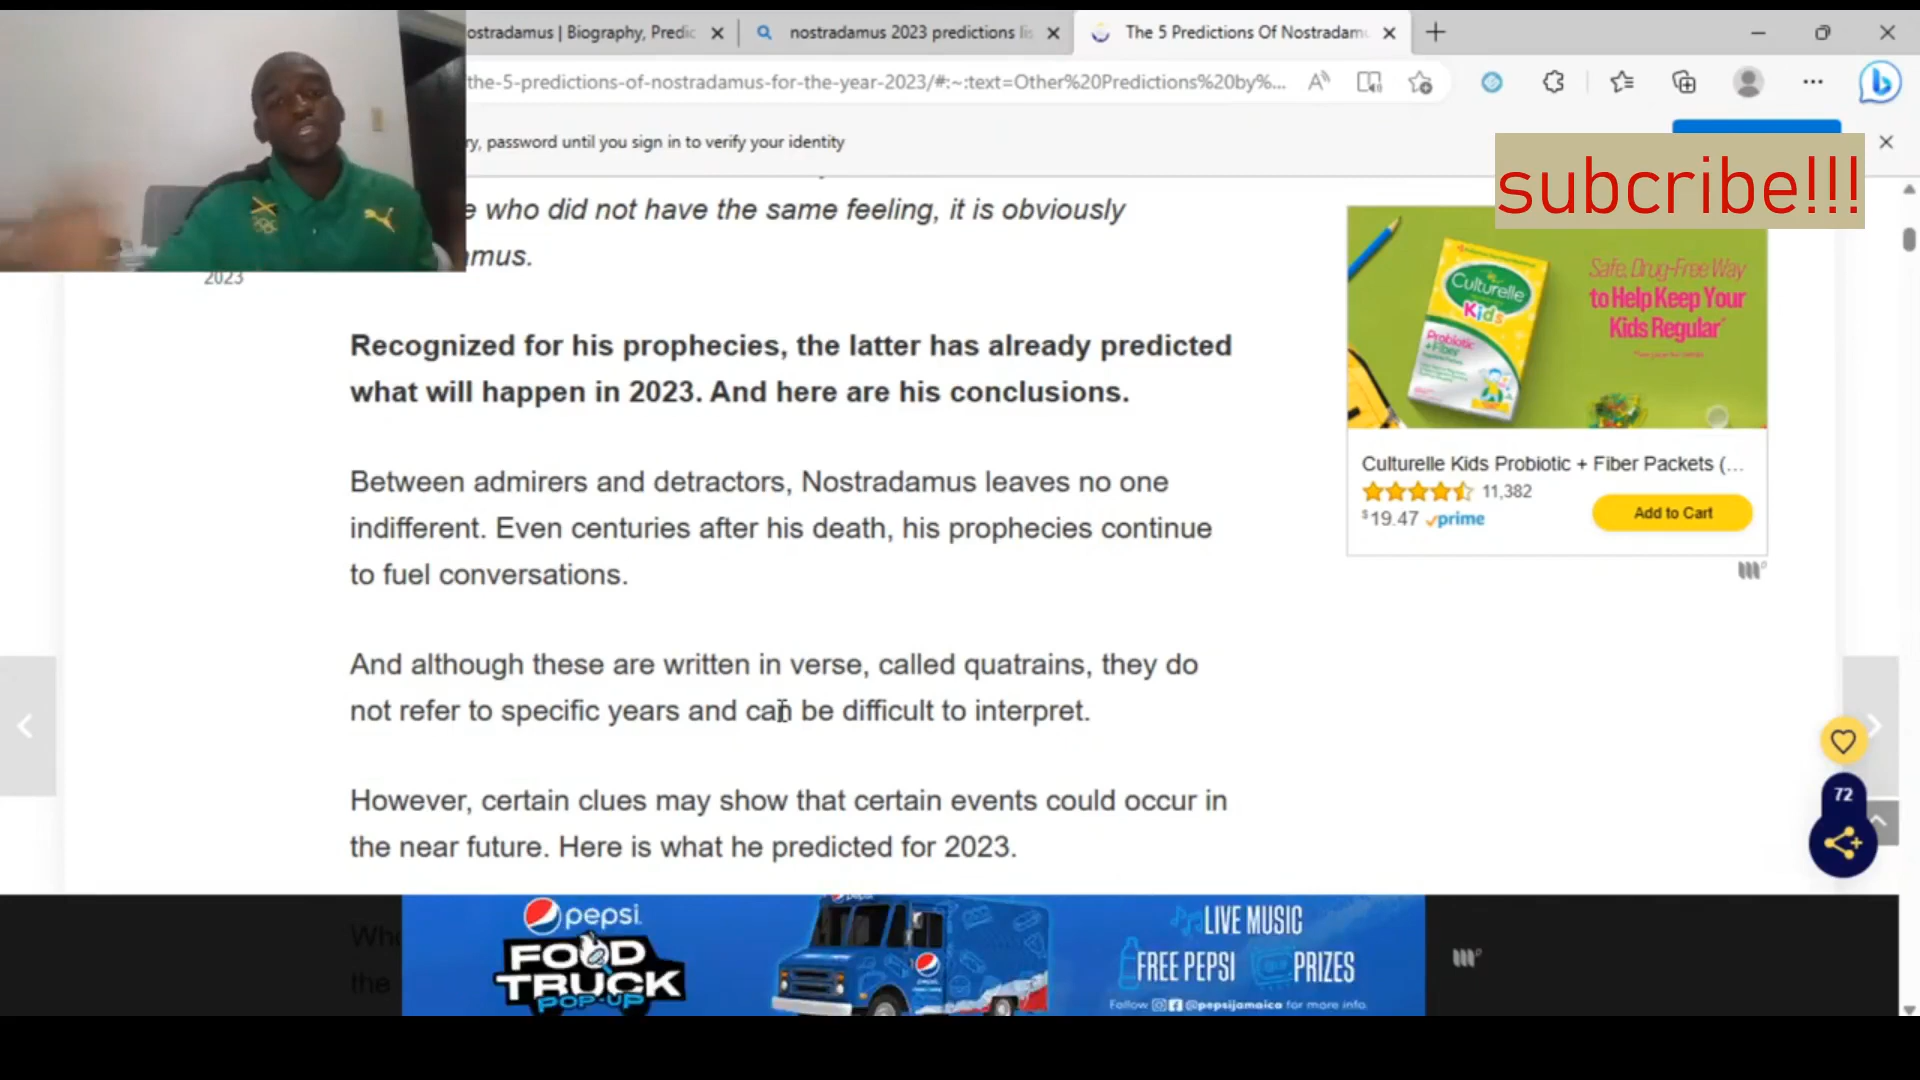 ostradamus | Biography, Predic
nostradamus 2023 predictions lis
The 5 Predictions Of Nostradam
the-5-predictions-of-nostradamus-for-the-year-2023/#:~:text=Other%20Predictions%20by%...
ry, password until you sign in to verify your identity
subcribe!!!
e who did not have the same feeling, it is obviously
amus.
2023
Recognized for his prophecies, the latter has already predicted
what will happen in 2023. And here are his conclusions.
Between admirers and detractors, Nostradamus leaves no one
indifferent. Even centuries after his death, his prophecies continue
to fuel conversations.
And although these are written in verse, called quatrains, they do
not refer to specific years and can be difficult to interpret.
However, certain clues may show that certain events could occur in
the near future. Here is what he predicted for 2023.
Who
the
Culturelle
Kids
Probiotic
+ Fiber
Safe, Drug-Free Way
to Help Keep Your
Kids Regular*
Culturelle Kids Probiotic + Fiber Packets (...
11,382
$19.47 prime
Add to Cart
72
pepsi
FOOD
TRUCK
POP-UP
pepsi
LIVE MUSIC
FREE PEPSI
PRIZES
Follow @pepsijamaica for more info.